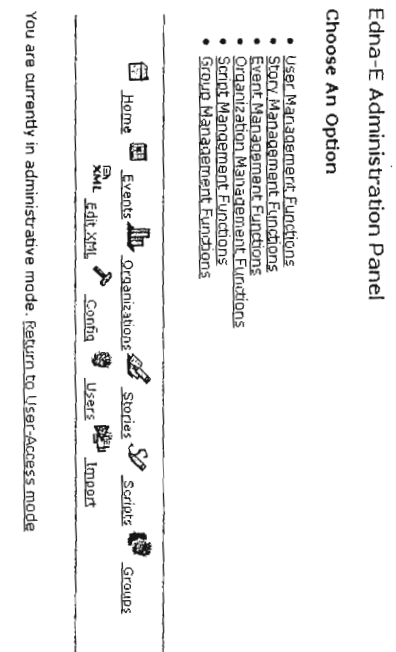 Edna-E Administration Panel
Choose An Option
• User Management Functions
• Story Management Functions
• Event Management Functions
• Organization Management Functions
• Script Mangement Functions
• Group Management Functions
Home Events Organizations Stories Scripts Groups
XML Edit XML Config Users Import
You are currently in administrative mode. Return to User-Access mode